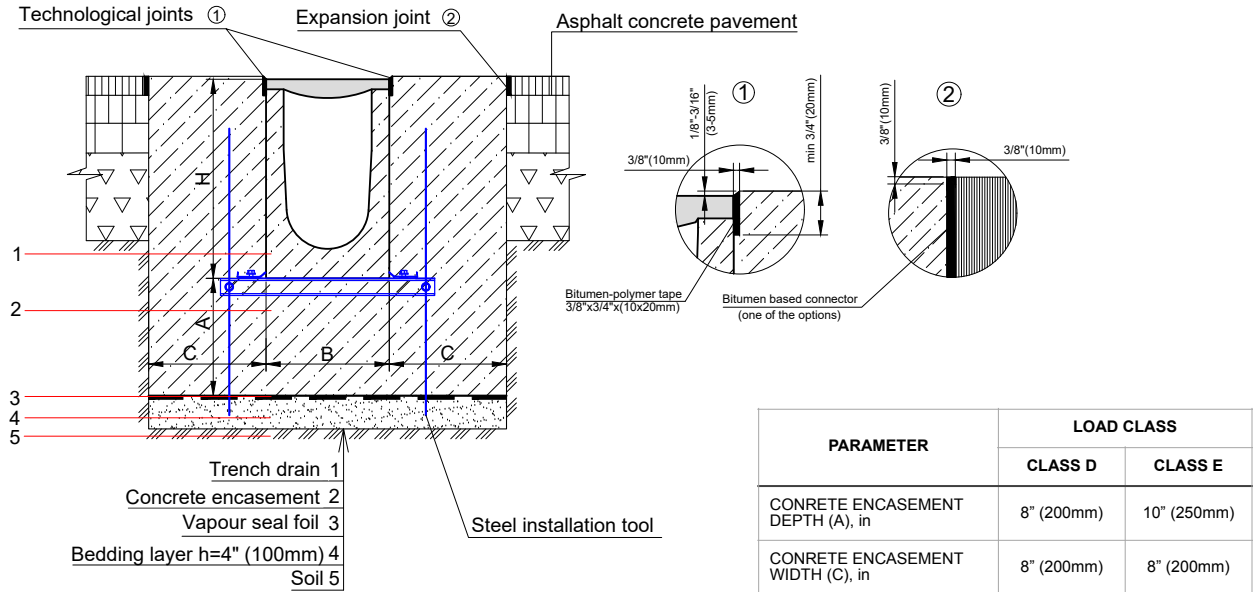 Technological joints ①
Expansion joint ②
Asphalt concrete pavement
H
A
C
B
C
1
2
3
4
5
Trench drain 1
Concrete encasement 2
Vapour seal foil 3
Bedding layer h=4" (100mm) 4
Soil 5
Steel installation tool
①
1/8"-3/16"
(3-5mm)
min 3/4"(20mm)
3/8"(10mm)
Bitumen-polymer tape
3/8"x3/4"x(10x20mm)
②
3/8"(10mm)
3/8"(10mm)
Bitumen based connector
(one of the options)
PARAMETER
LOAD CLASS
CLASS D
CLASS E
CONRETE ENCASEMENT
DEPTH (A), in
8” (200mm)
10” (250mm)
CONRETE ENCASEMENT
WIDTH (C), in
8” (200mm)
8” (200mm)